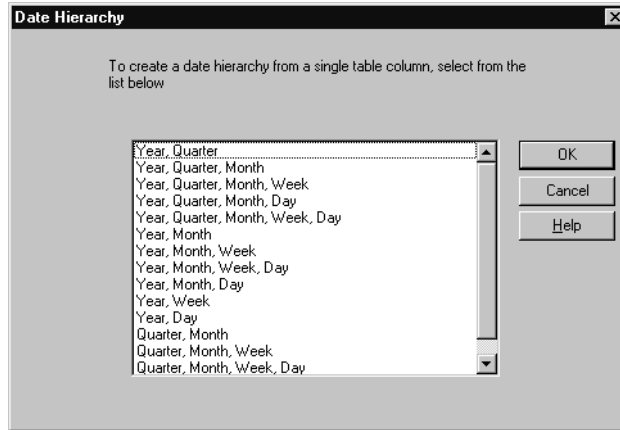 Date Hierarchy
To create a date hierarchy from a single table column, select from the
list below
Year, Quarter
Year, Quarter, Month
Year, Quarter, Month, Week
Year, Quarter, Month, Day
Year, Quarter, Month, Week, Day
Year, Month
Year, Month, Week
Year, Month, Week, Day
Year, Month, Day
Year, Week
Year, Day
Quarter, Month
Quarter, Month, Week
Quarter, Month, Week, Day
OK
Cancel
Help